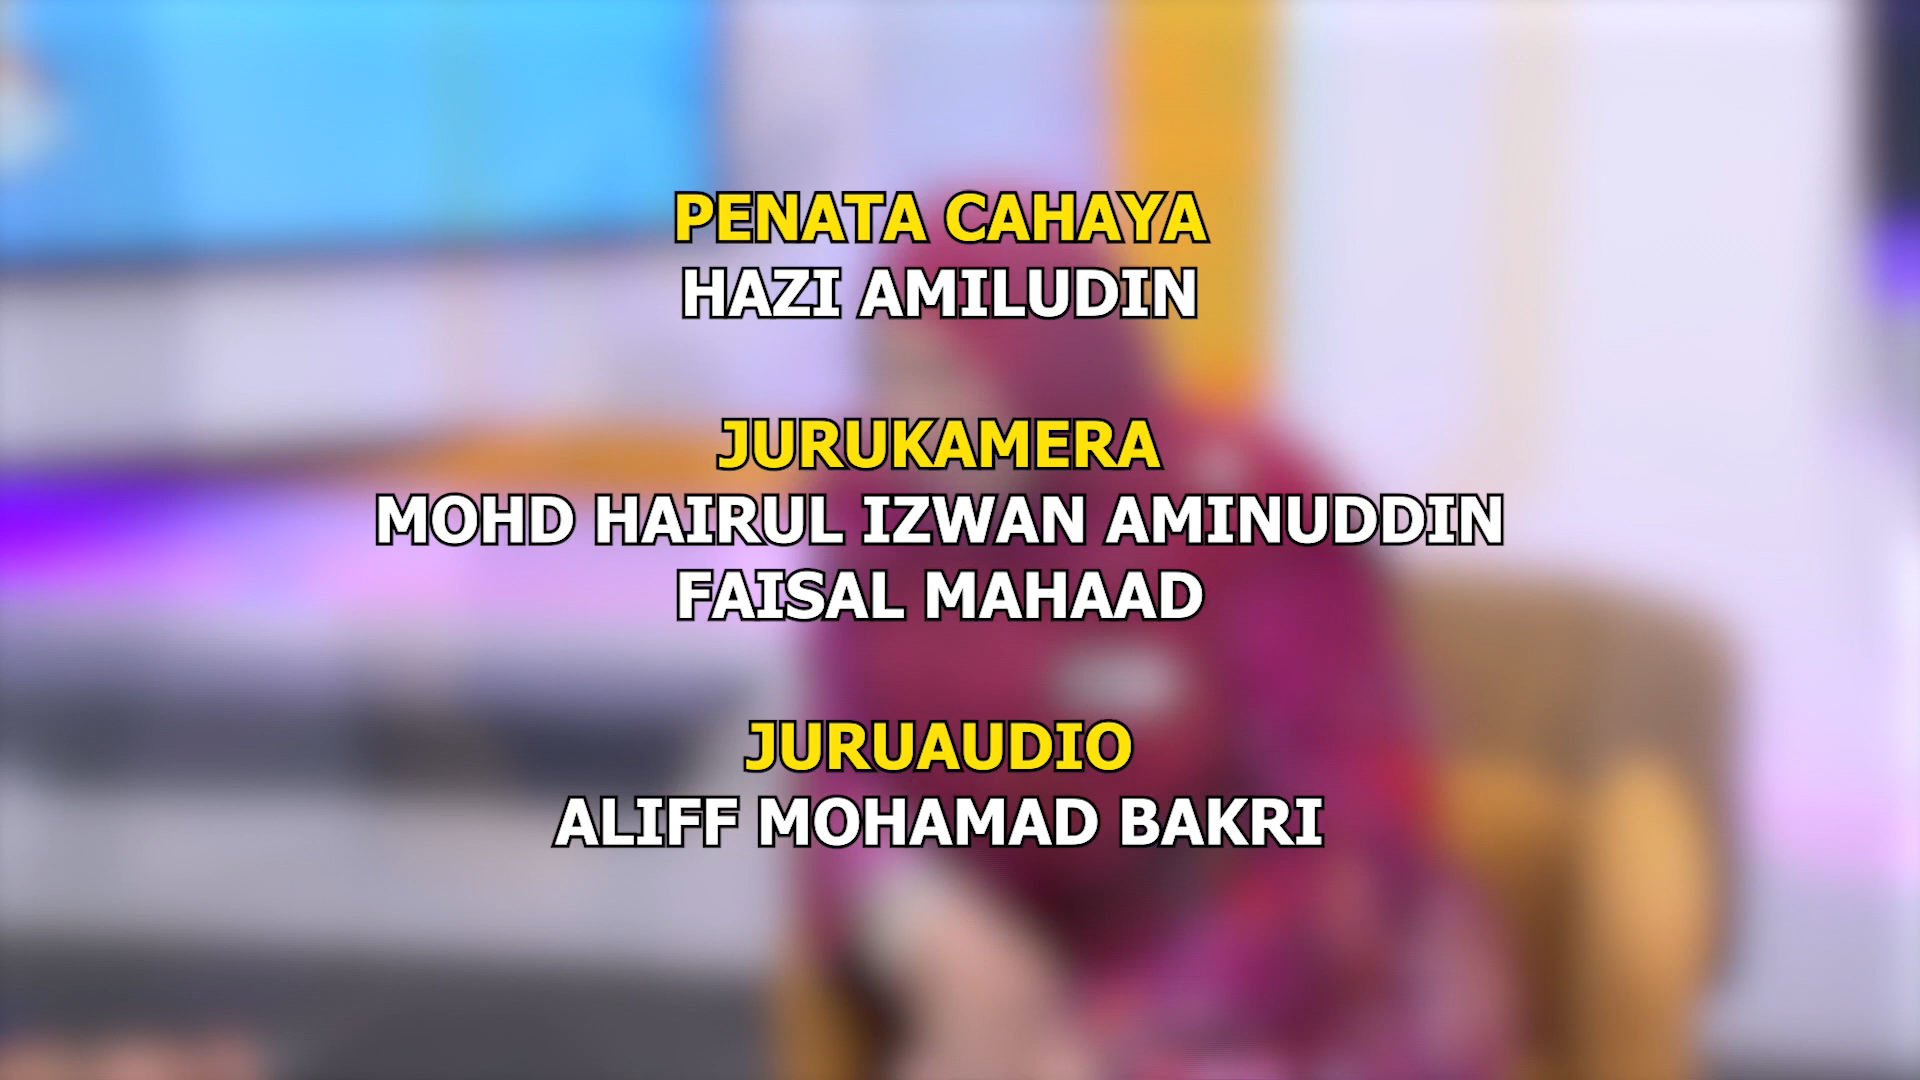 PENATA CAHAYA
HAZI AMILUDIN
JURUKAMERA
MOHD HAIRUL IZWAN AMINUDDIN
FAISAL MAHAAD
JURUAUDIO
ALIFF MOHAMAD BAKRI